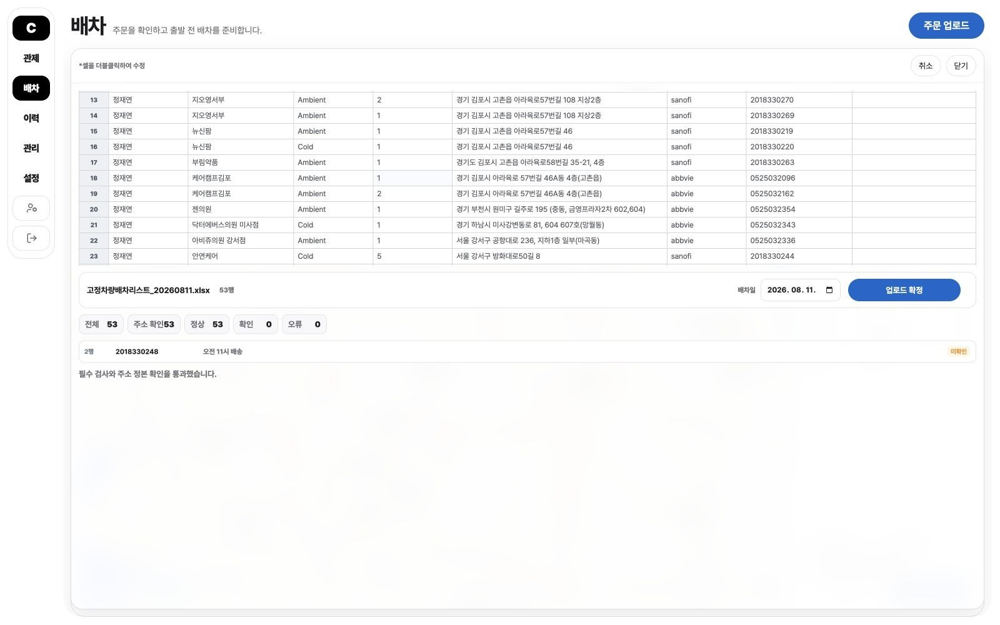 C
관제
배차
이력
관리
설정
배차 주문을 확인하고 출발 전 배차를 준비합니다. 주문 업로드
*셀을 더블클릭하여 수정 취소 닫기
13 정재연 지오영서부 Ambient 2 경기 김포시 고촌읍 아라육로57번길 108 지상2층 sanofi 2018330270
14 정재연 지오영서부 Ambient 1 경기 김포시 고촌읍 아라육로57번길 108 지상2층 sanofi 2018330269
15 정재연 뉴신팜 Ambient 1 경기 김포시 고촌읍 아라육로57번길 46 sanofi 2018330219
16 정재연 뉴신팜 Cold 1 경기 김포시 고촌읍 아라육로57번길 46 sanofi 2018330220
17 정재연 부림약품 Ambient 1 경기도 김포시 고촌읍 아라육로58번길 35-21, 4층 sanofi 2018330263
18 정재연 케어캠프김포 Ambient 1 경기 김포시 아라육로 57번길 46A동 4층(고촌읍) abbvie 0525032096
19 정재연 케어캠프김포 Ambient 2 경기 김포시 아라육로 57번길 46A동 4층(고촌읍) abbvie 0525032162
20 정재연 젠의원 Ambient 1 경기 부천시 원미구 길주로 195 (중동, 금영프라자2차 602,604) abbvie 0525032354
21 정재연 닥터에버스의원 미사점 Cold 1 경기 하남시 미사강변동로 81, 604 607호(망월동) abbvie 0525032343
22 정재연 아비쥬의원 강서점 Ambient 1 서울 강서구 공항대로 236, 지하1층 일부(마곡동) abbvie 0525032336
23 정재연 안연케어 Cold 5 서울 강서구 방화대로50길 8 sanofi 2018330244
고정차량배차리스트_20260811.xlsx 53행 배차일 2026. 08. 11. 업로드 확정
전체 53 주소 확인 53 정상 53 확인 0 오류 0
2행 2018330248 오전 11시 배송 미확인
필수 검사와 주소 정본 확인을 통과했습니다.